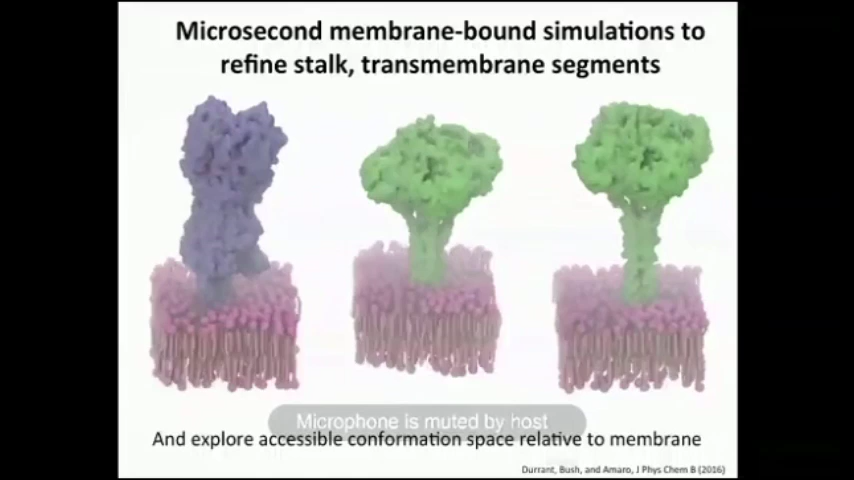 Microsecond membrane-bound simulations to
refine stalk, transmembrane segments
Microphone is muted by host
And explore accessible conformation space relative to membrane
Durrant, Bush, and Amaro, J Phys Chem B (2016)